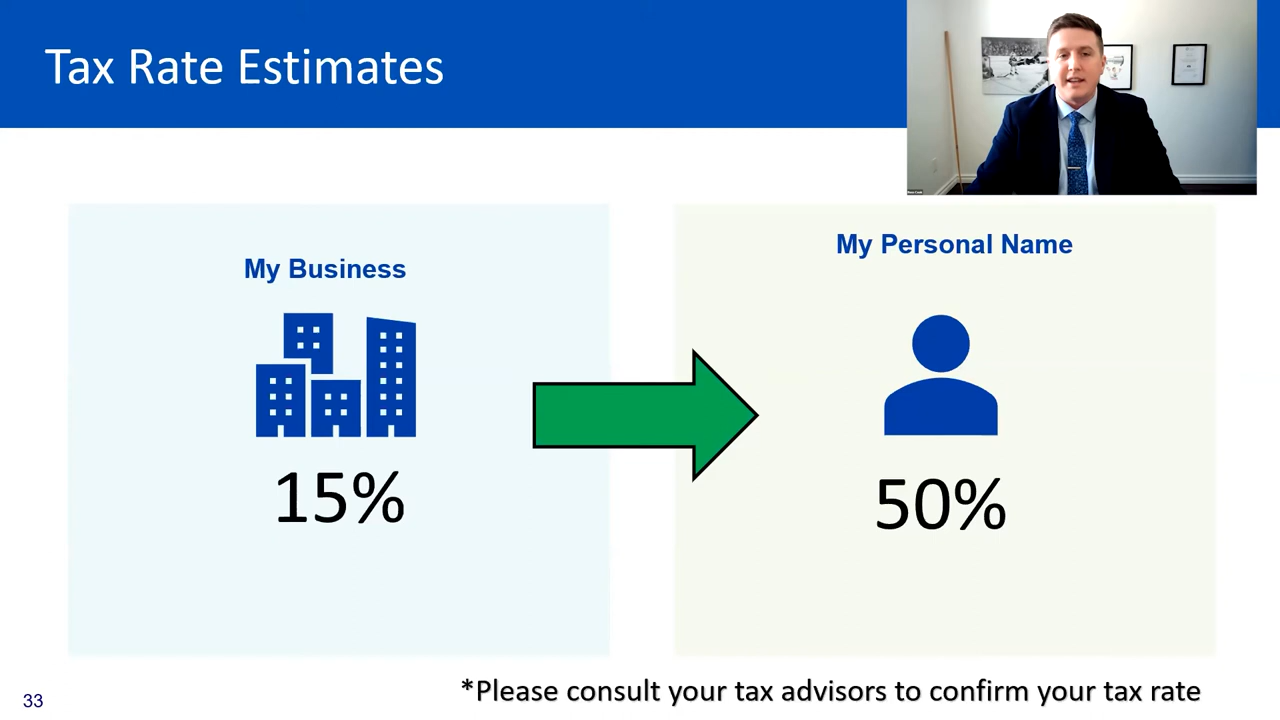 Tax Rate Estimates
My Business
My Personal Name
15%
50%
*Please consult your tax advisors to confirm your tax rate
33